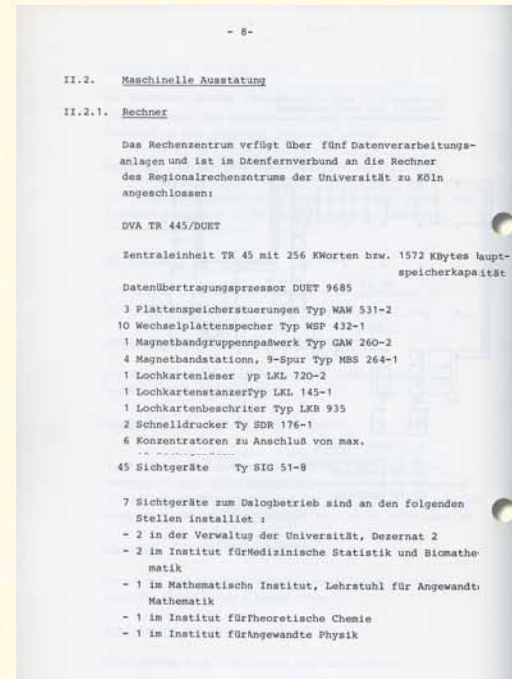 - 8-
II.2. Maschinelle Ausstatung
II.2.1. Rechner
Das Rechenzentrum vrfügt über fünf Datenverarbeitungs-
anlagen und ist im Dtenfernverbund an die Rechner
des Regionalrechenzntrums der Universität zu Köln
angeschlossen:
DVA TR 445/DUET
Zentraleinheit TR 45 mit 256 KWorten bzw. 1572 KBytes Haupt-
speicherkapaität
Datenübertragungsprzessor DUET 9685
3 Plattenspeicherstuerungen Typ WAW 531-2
10 Wechselplattenspecher Typ WSP 432-1
1 Magnetbandgruppennpaßwerk Typ GAW 260-2
4 Magnetbandstationn, 9-Spur Typ MBS 264-1
1 Lochkartenleser yp LKL 720-2
1 LochkartenstanzerTyp LKL 145-1
1 Lochkartenbeschriter Typ LKB 935
2 Schnelldrucker Ty SDR 176-1
6 Konzentratoren zu Anschluß von max.
45 Sichtgeräte Ty SIG 51-8
7 Sichtgeräte zum Dalogbetrieb sind an den folgenden
Stellen installiet :
- 2 in der Verwaltug der Universität, Dezernat 2
- 2 im Institut fürMedizinische Statistik und Biomathe-
matik
- 1 im Mathematischn Institut, Lehrstuhl für Angewandte
Mathematik
- 1 im Institut fürTheoretische Chemie
- 1 im Institut fürAngewandte Physik